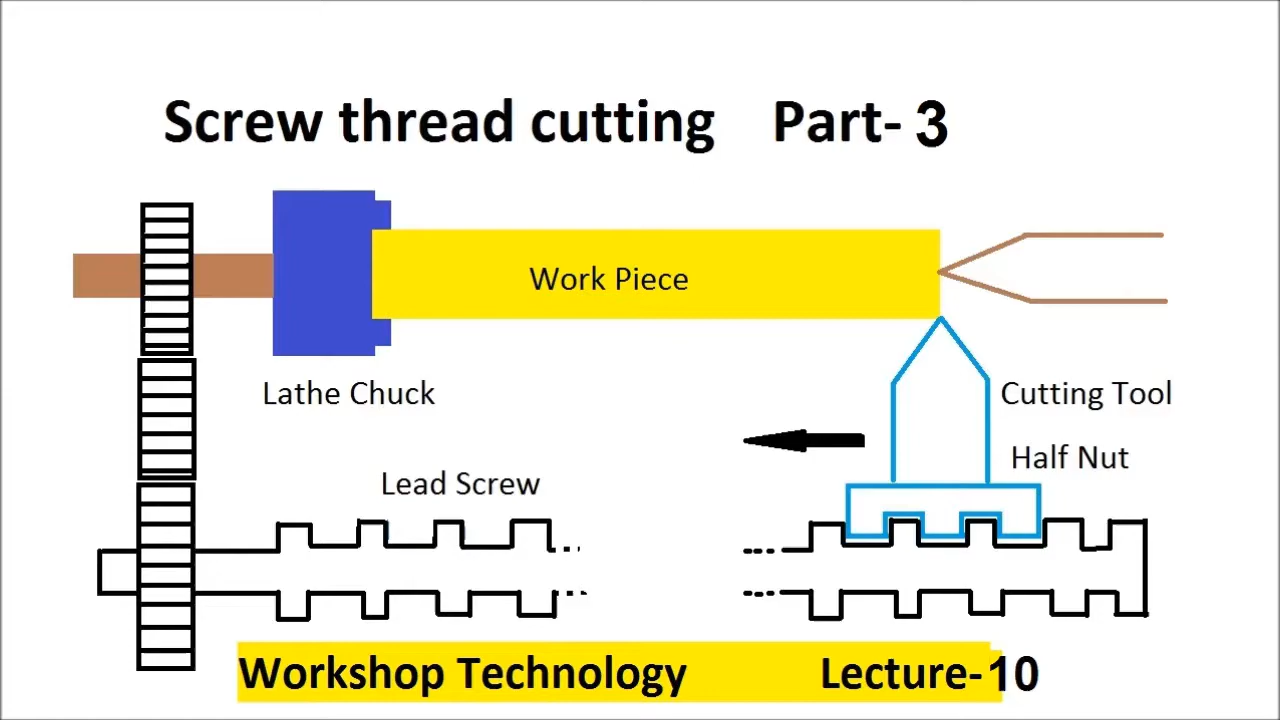 Screw thread cutting Part- 3
Work Piece
Lathe Chuck
Cutting Tool
Half Nut
Lead Screw
Workshop Technology Lecture-10